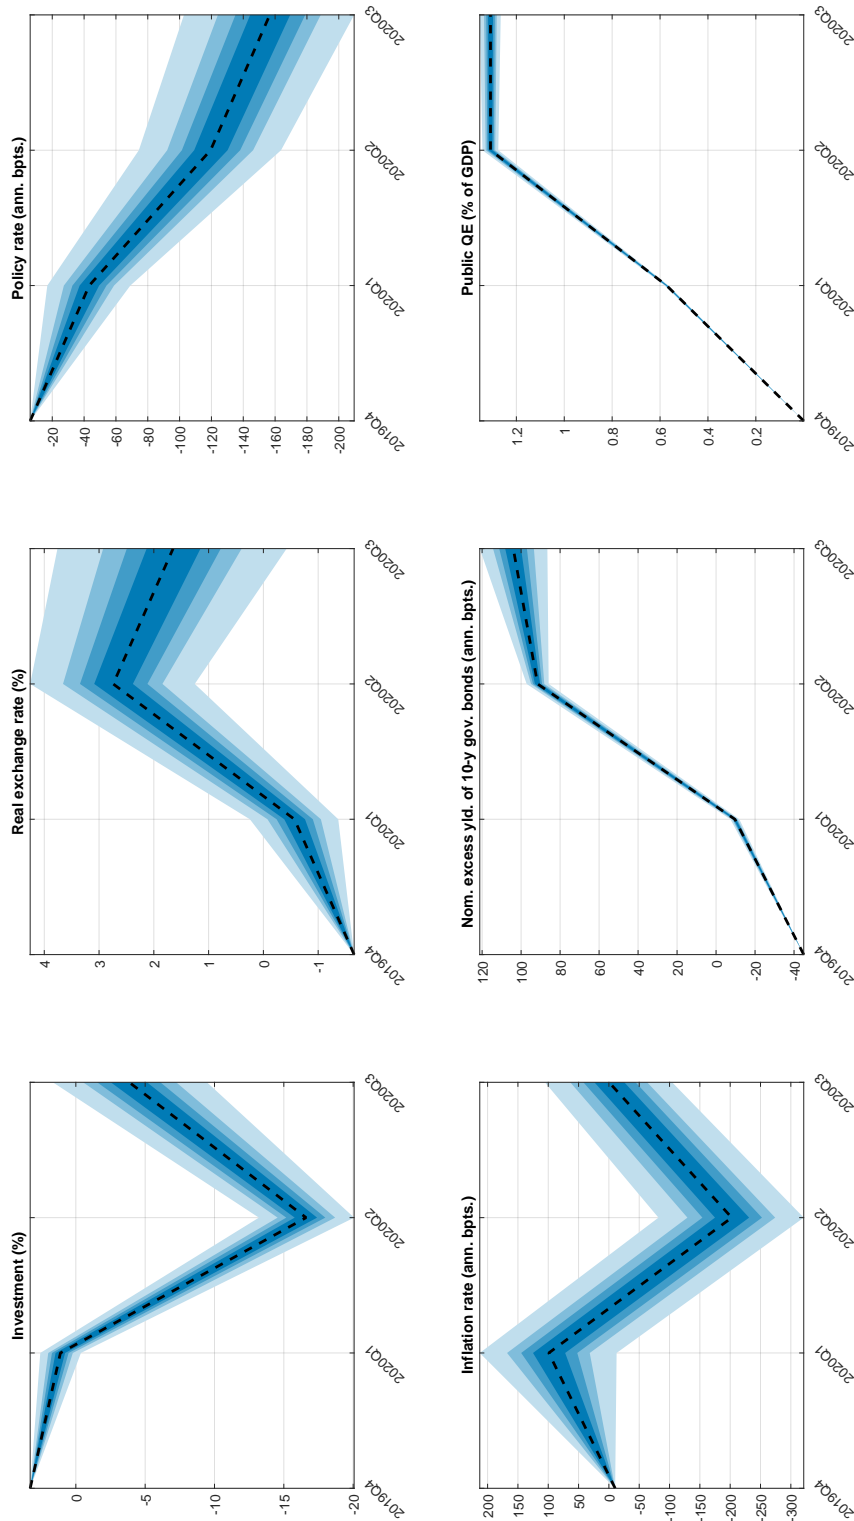 Investment (%)
0
-5
-10
-15
-20
2019Q4
2020Q1
2020Q2
2020Q3
Real exchange rate (%)
4
3
2
1
0
-1
2019Q4
2020Q1
2020Q2
2020Q3
Policy rate (ann. bpts.)
-20
-40
-60
-80
-100
-120
-140
-160
-180
-200
2019Q4
2020Q1
2020Q2
2020Q3
Inflation rate (ann. bpts.)
200
150
100
50
0
-50
-100
-150
-200
-250
-300
2019Q4
2020Q1
2020Q2
2020Q3
Nom. excess yld. of 10-y gov. bonds (ann. bpts.)
120
100
80
60
40
20
0
-20
-40
2019Q4
2020Q1
2020Q2
2020Q3
Public QE (% of GDP)
1.2
1
0.8
0.6
0.4
0.2
2019Q4
2020Q1
2020Q2
2020Q3